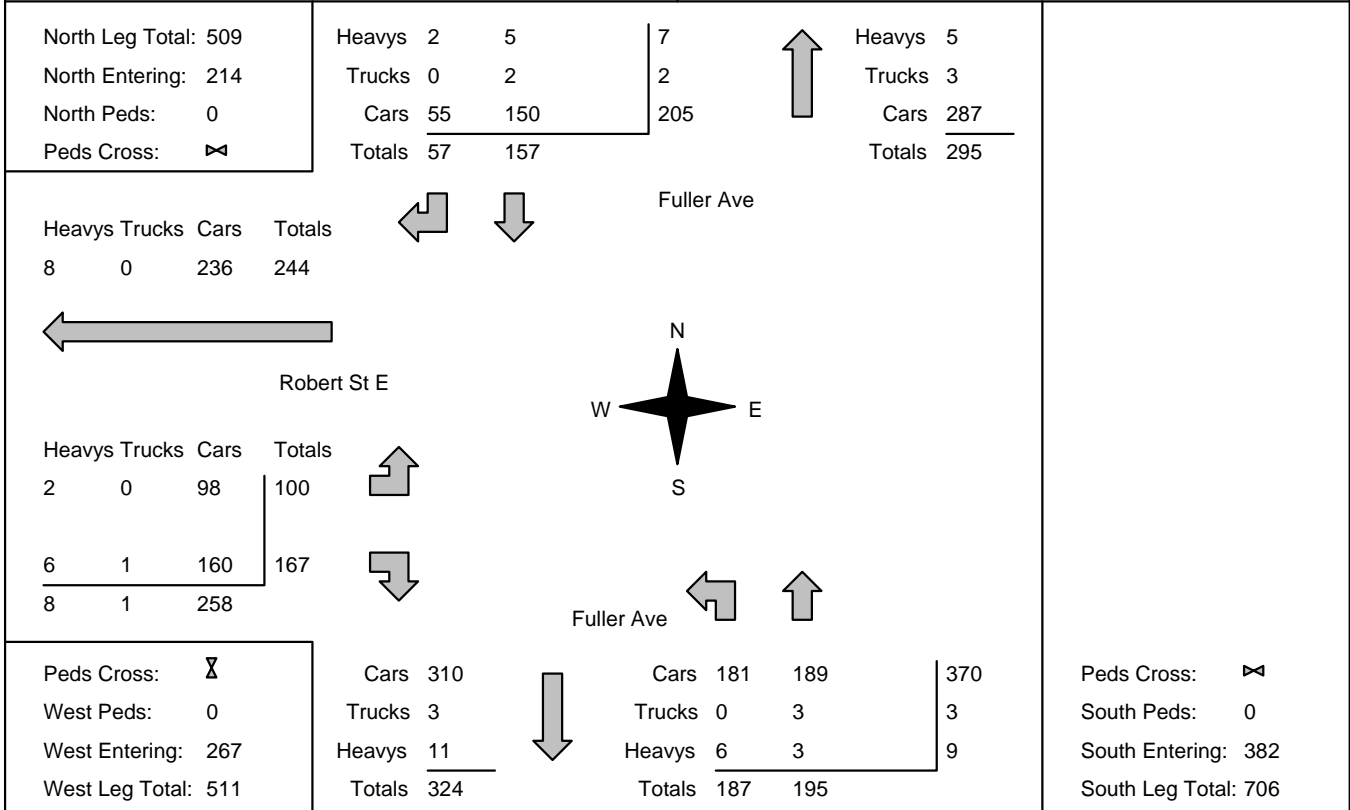 North Leg Total: 509
North Entering: 214
North Peds: 0
Peds Cross:
Heavys 2 5 7
Trucks 0 2 2
Cars 55 150 205
Totals 57 157
Heavys 5
Trucks 3
Cars 287
Totals 295
Fuller Ave
Heavys Trucks Cars Totals
8 0 236 244
Robert St E
N
W E
S
Heavys Trucks Cars Totals
2 0 98 100
6 1 160 167
8 1 258
Fuller Ave
Peds Cross:
West Peds: 0
West Entering: 267
West Leg Total: 511
Cars 310
Trucks 3
Heavys 11
Totals 324
Cars 181 189 370
Trucks 0 3 3
Heavys 6 3 9
Totals 187 195
Peds Cross:
South Peds: 0
South Entering: 382
South Leg Total: 706